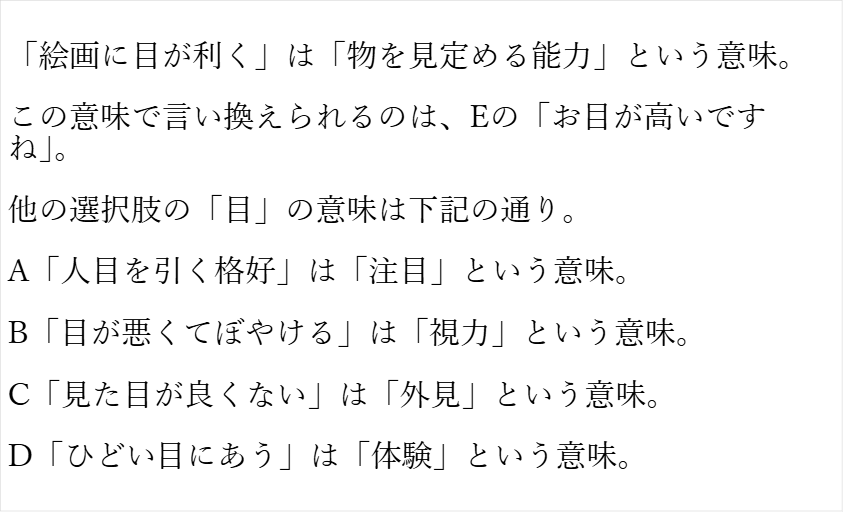 「絵画に目が利く」は「物を見定める能力」という意味。
この意味で言い換えられるのは、Eの「お目が高いです
ね」。
他の選択肢の「目」の意味は下記の通り。
A「人目を引く格好」は「注目」という意味。
B「目が悪くてぼやける」は「視力」という意味。
C「見た目が良くない」は「外見」という意味。
D「ひどい目にあう」は「体験」という意味。